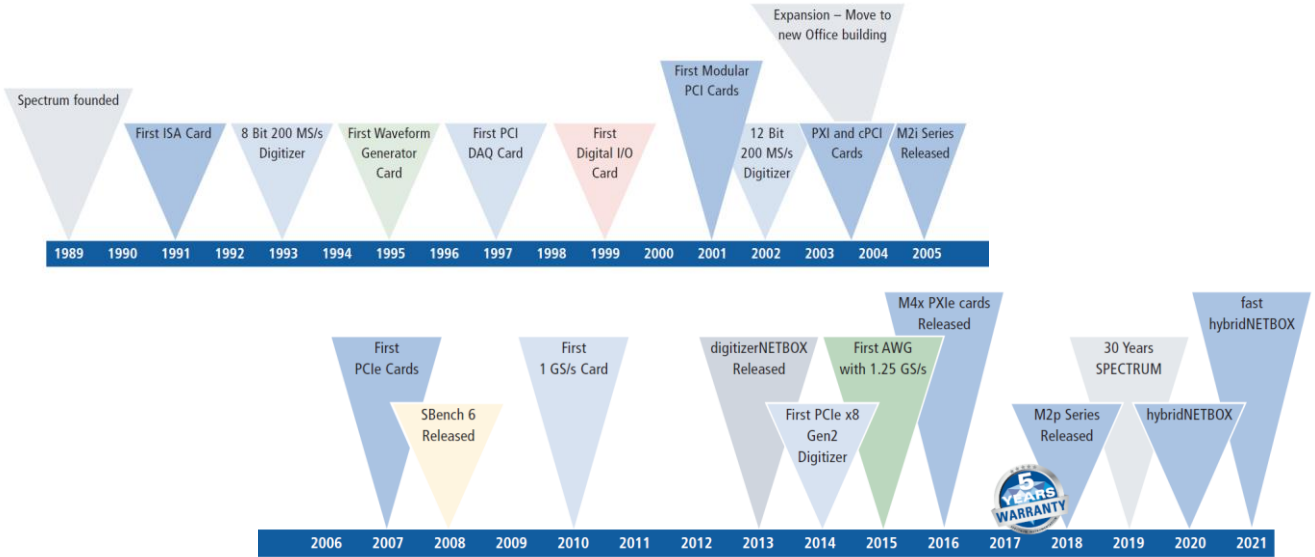 Expansion – Move to
new Office building
First Modular
PCI Cards
Spectrum founded
First ISA Card
8 Bit 200 MS/s
Digitizer
First Waveform
Generator
Card
First PCI
DAQ Card
First
Digital I/O
Card
12 Bit
200 MS/s
Digitizer
PXI and cPCI
Cards
M2i Series
Released
1989 1990 1991 1992 1993 1994 1995 1996 1997 1998 1999 2000 2001 2002 2003 2004 2005
M4x PXIe cards
Released
fast
hybridNETBOX
First
PCIe Cards
First
1 GS/s Card
digitizerNETBOX
Released
First AWG
with 1.25 GS/s
30 Years
SPECTRUM
SBench 6
Released
First PCIe x8
Gen2
Digitizer
M2p Series
Released
hybridNETBOX
5
YEARS
WARRANTY
2006 2007 2008 2009 2010 2011 2012 2013 2014 2015 2016 2017 2018 2019 2020 2021